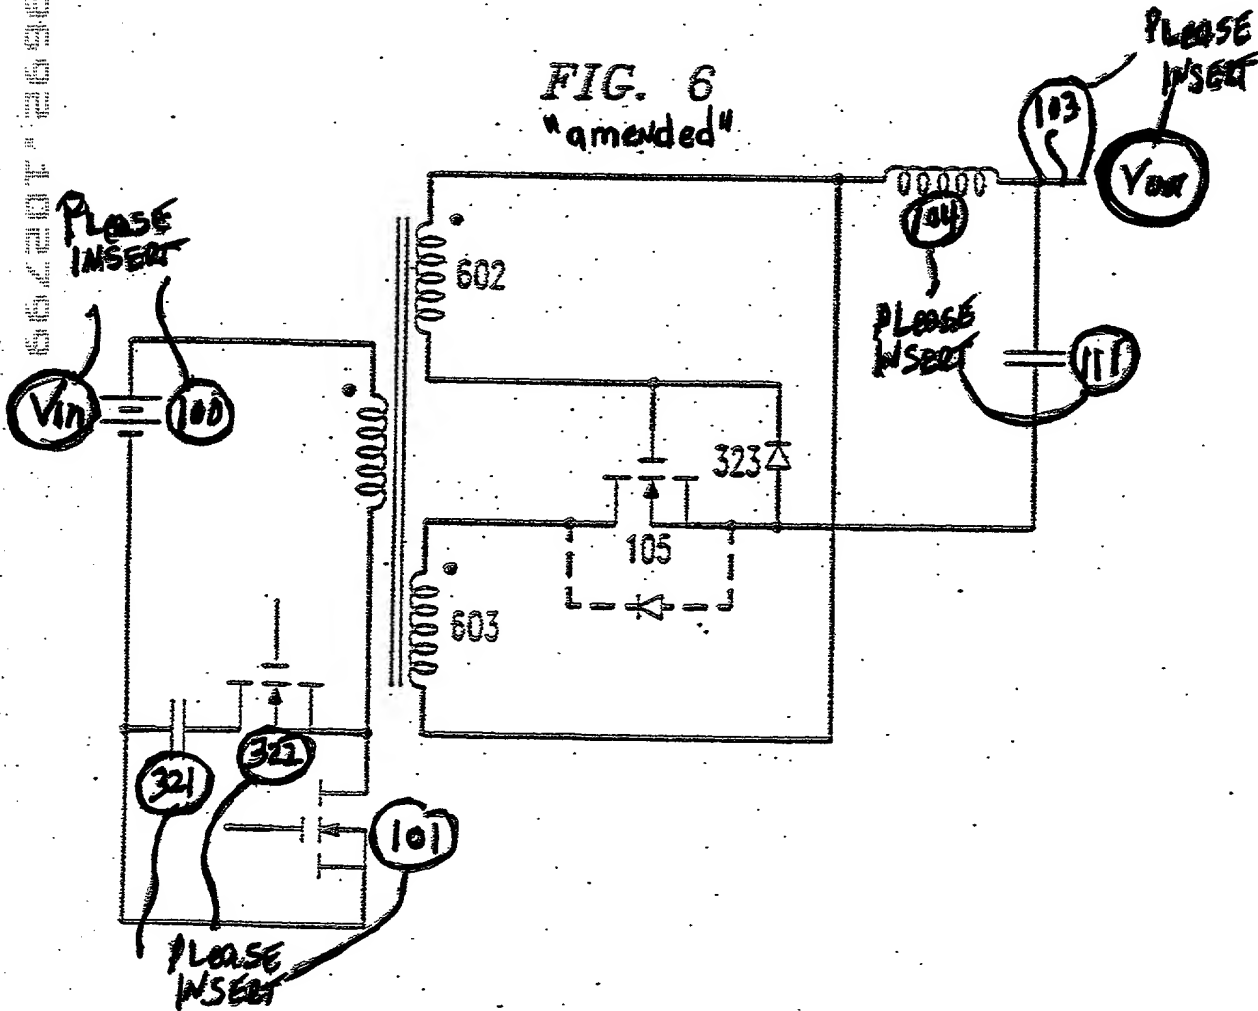 FIG. 6
"amended"
PLEASE
INSERT
103
Vout
104
PLEASE
INSERT
111
PLEASE
INSERT
Vin
100
602
323
105
603
321
322
101
PLEASE
INSERT